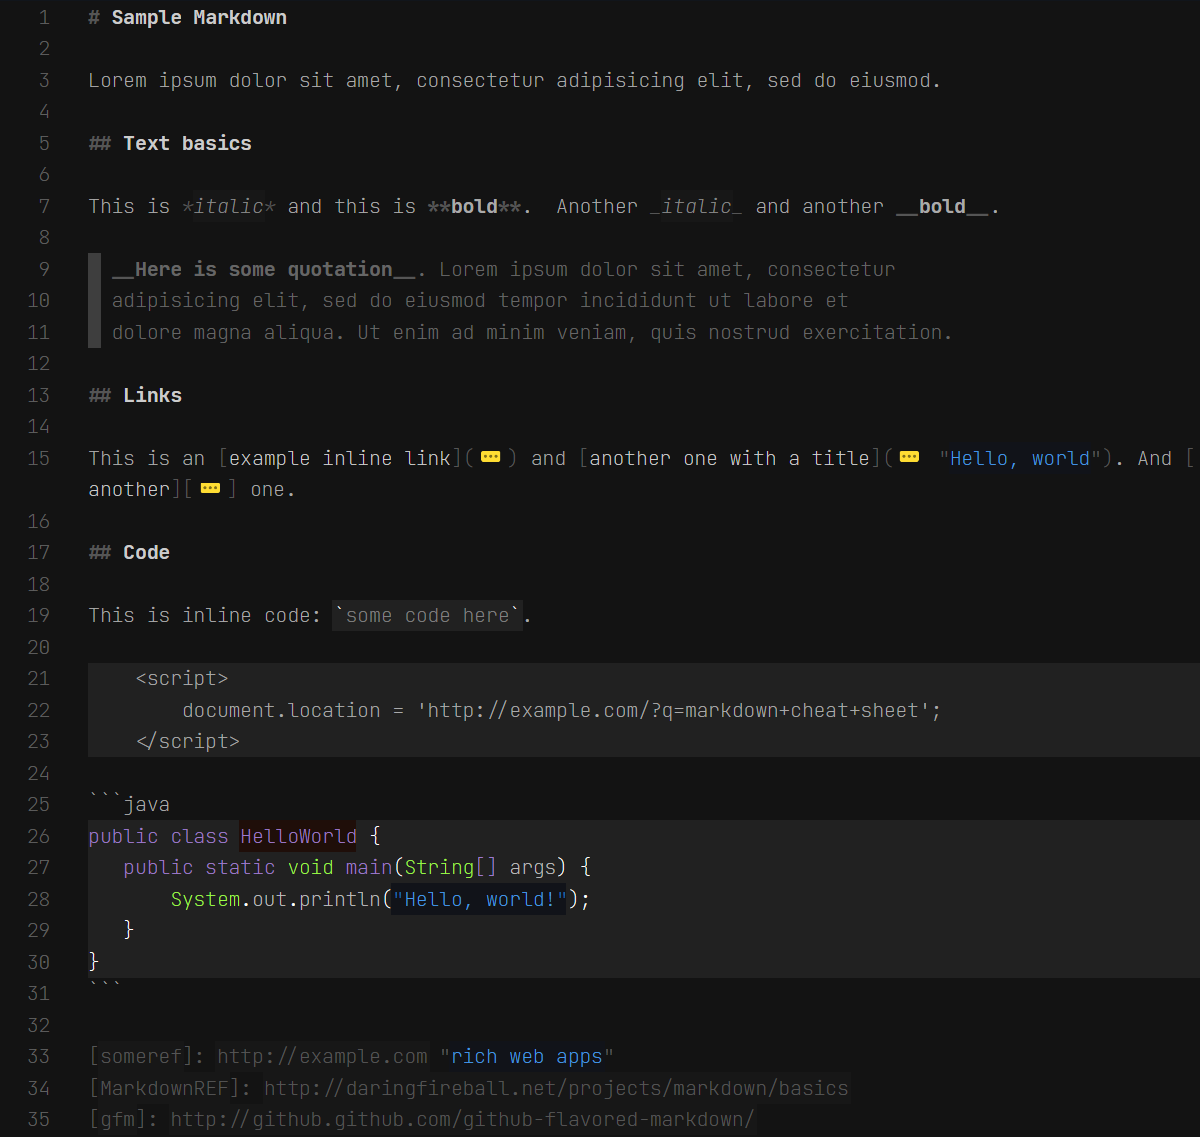 1 # Sample Markdown
2
3 Lorem ipsum dolor sit amet, consectetur adipisicing elit, sed do eiusmod.
4
5 ## Text basics
6
7 This is *italic* and this is **bold**.  Another _italic_ and another __bold__.
8
9 __Here is some quotation__. Lorem ipsum dolor sit amet, consectetur
10 adipisicing elit, sed do eiusmod tempor incididunt ut labore et
11 dolore magna aliqua. Ut enim ad minim veniam, quis nostrud exercitation.
12
13 ## Links
14
15 This is an [example inline link](…) and [another one with a title](… "Hello, world"). And [
another][…] one.
16
17 ## Code
18
19 This is inline code: `some code here`.
20
21     <script>
22         document.location = 'http://example.com/?q=markdown+cheat+sheet';
23     </script>
24
25 ```java
26 public class HelloWorld {
27    public static void main(String[] args) {
28        System.out.println("Hello, world!");
29    }
30 }
31 ```
32
33 [someref]: http://example.com "rich web apps"
34 [MarkdownREF]: http://daringfireball.net/projects/markdown/basics
35 [gfm]: http://github.github.com/github-flavored-markdown/